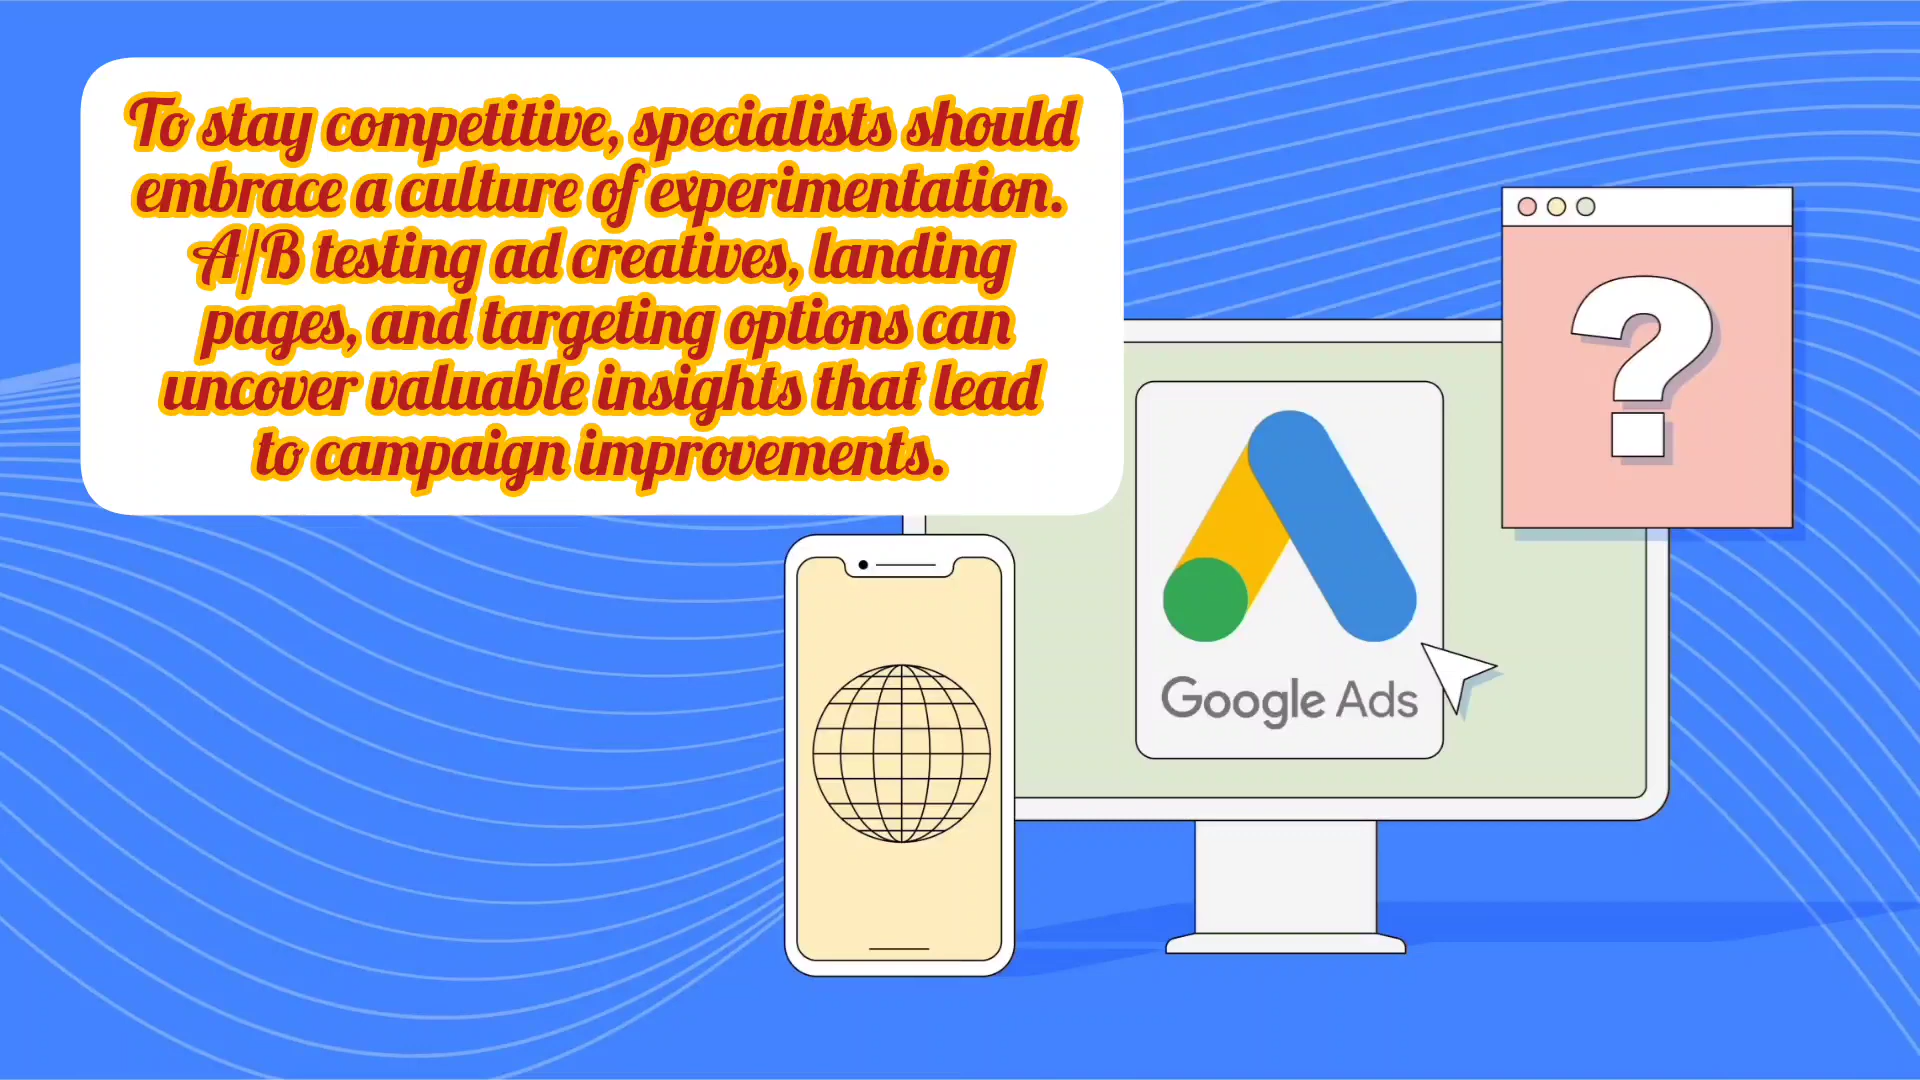 To stay competitive, specialists should
embrace a culture of experimentation.
A/B testing ad creatives, landing
pages, and targeting options can
uncover valuable insights that lead
to campaign improvements.
?
Google Ads